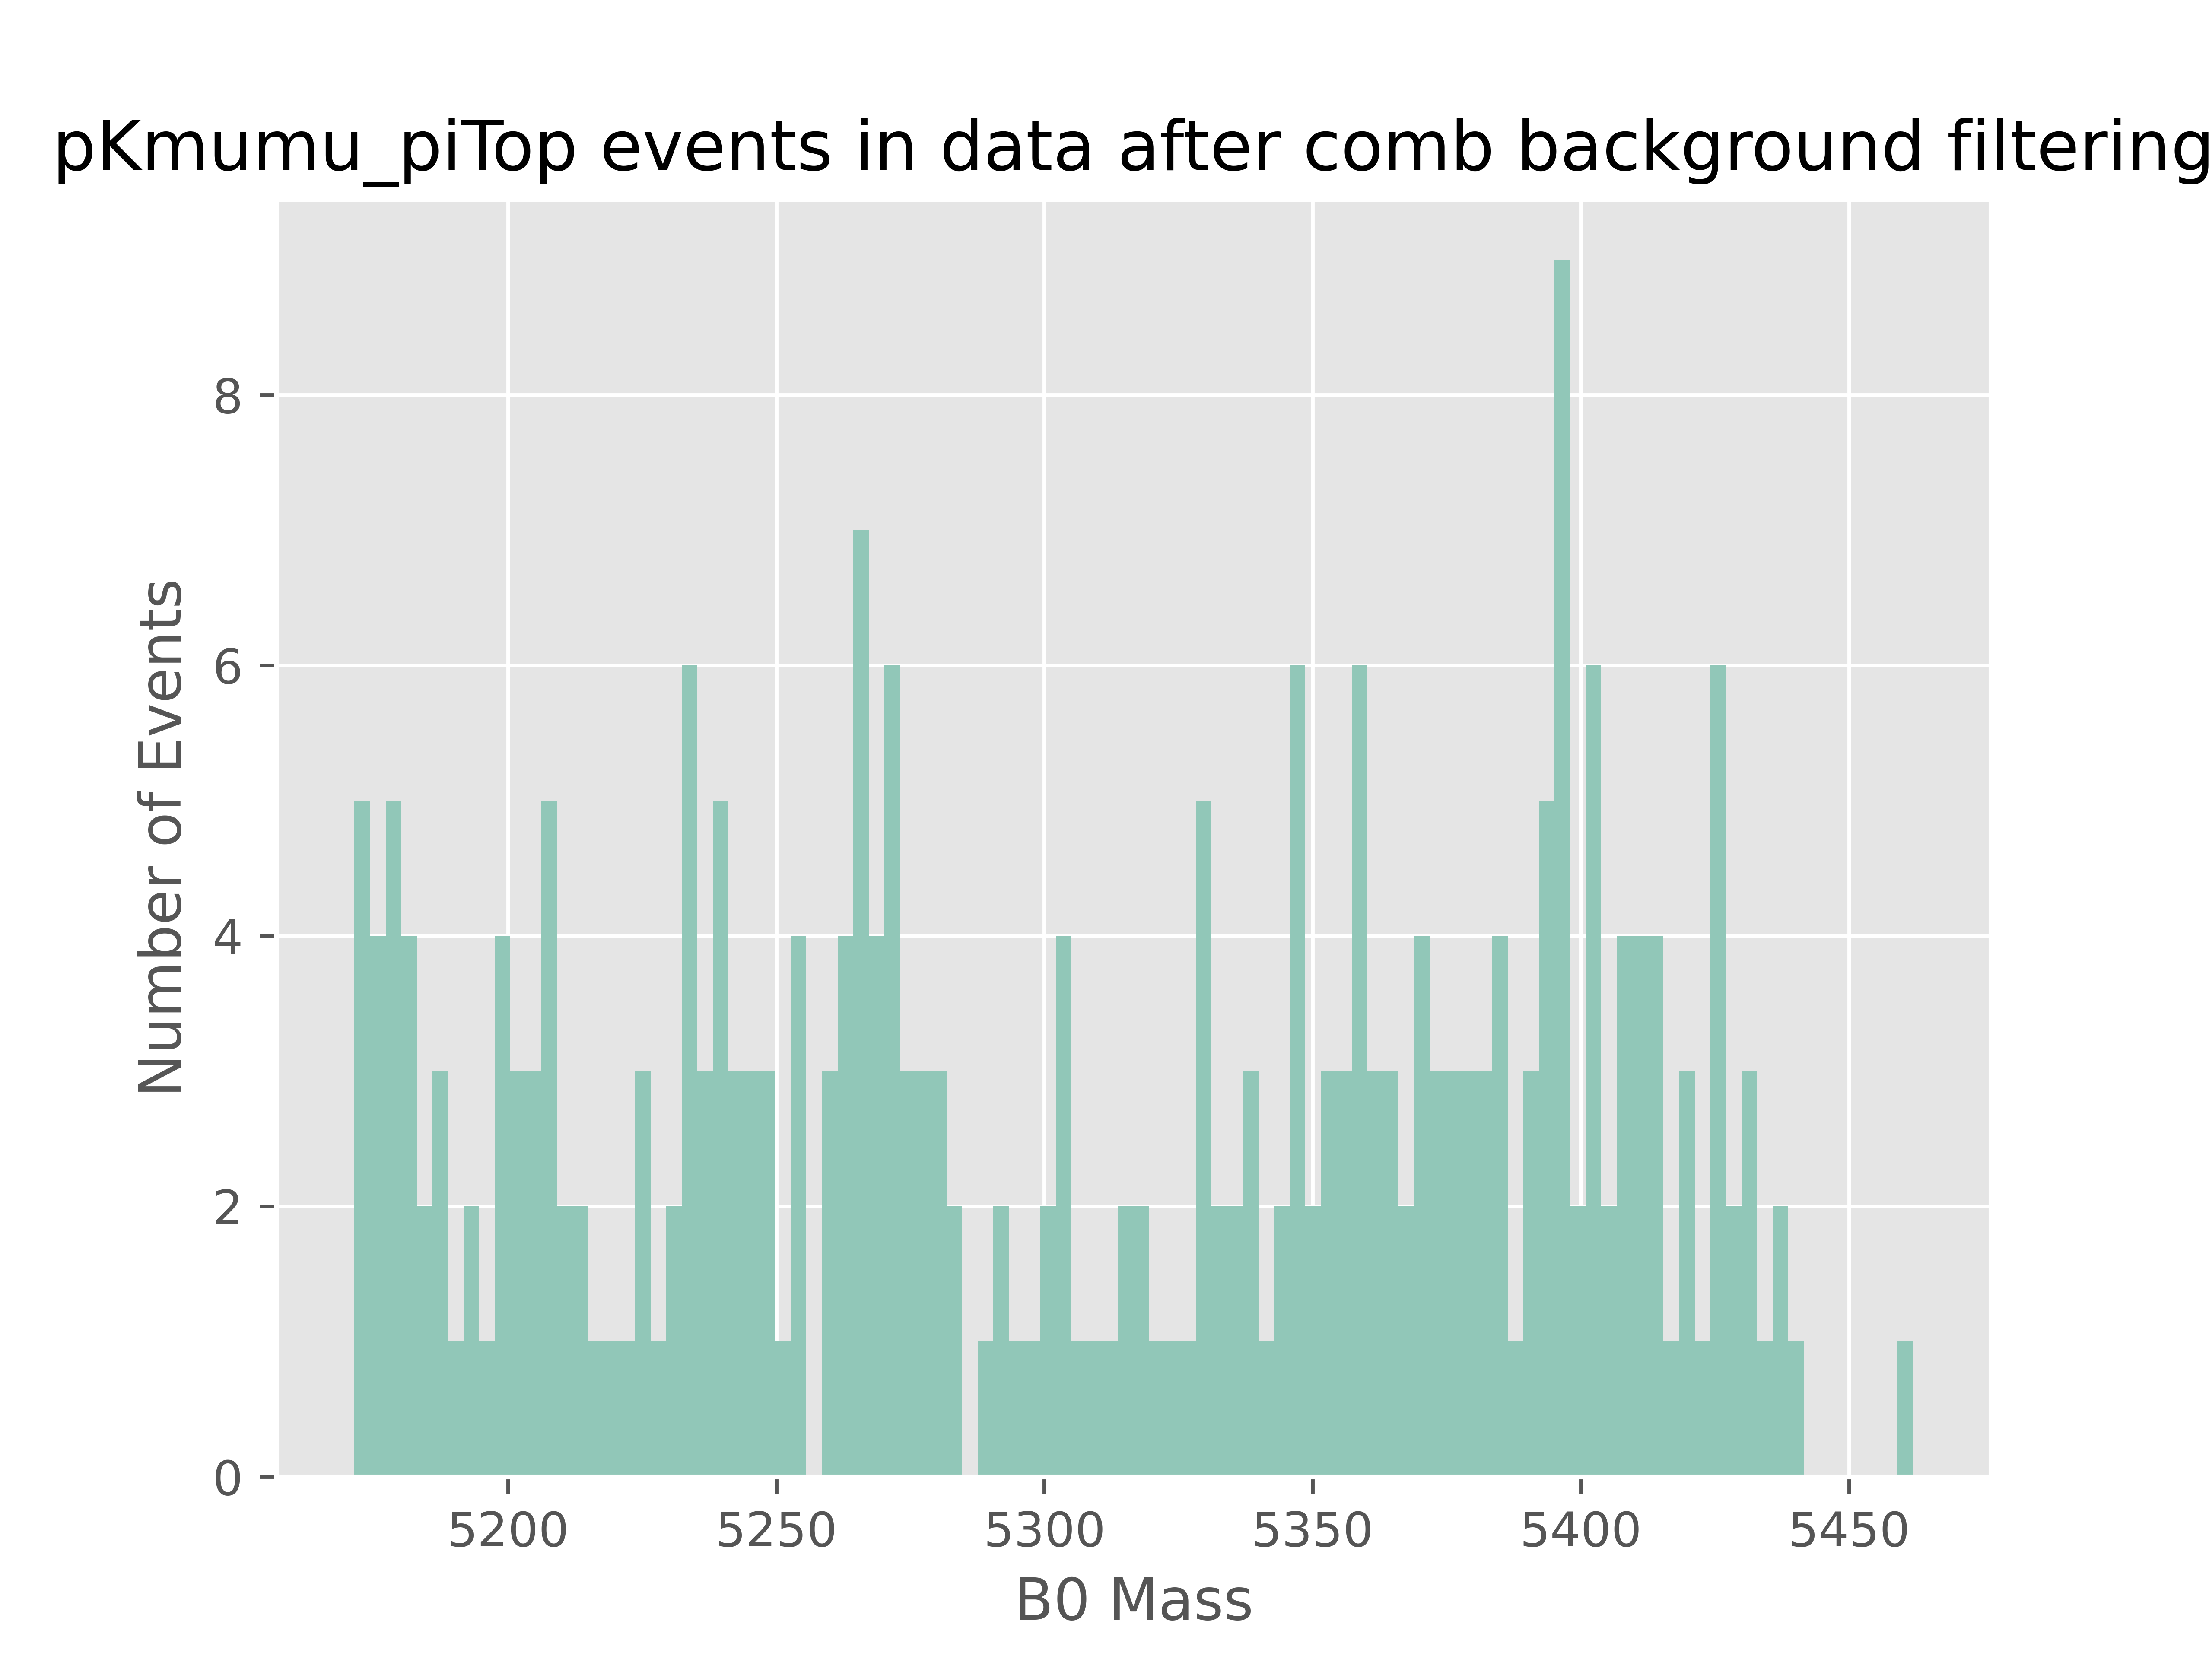 pKmumu_piTop events in data after comb background filtering
8
6
4
2
0
Number of Events
5200 5250 5300 5350 5400 5450
B0 Mass